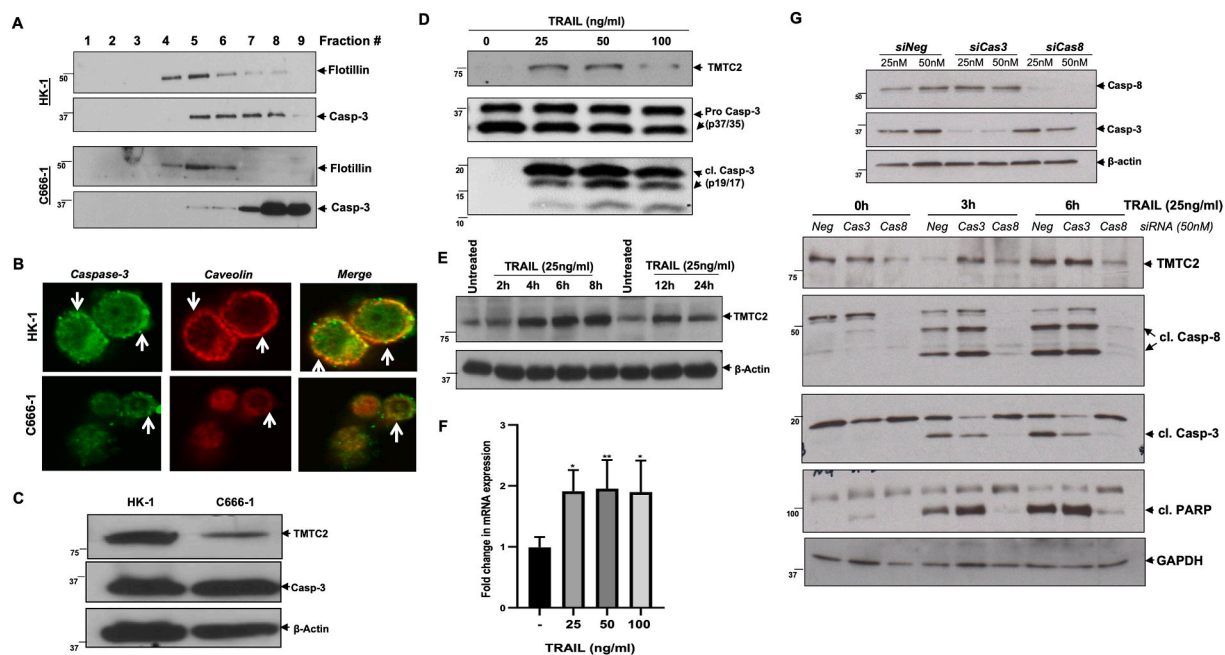 A
1 2 3 4 5 6 7 8 9 Fraction #
HK-1
50
Flotillin
37
Casp-3
C666-1
50
Flotillin
37
Casp-3
B
Caspase-3 Caveolin Merge
HK-1
C666-1
C
HK-1 C666-1
75
TMTC2
37
Casp-3
β-Actin
37
D
TRAIL (ng/ml)
0 25 50 100
75
TMTC2
37
Pro Casp-3
(p37/35)
cl. Casp-3
(p19/17)
15
10
E
Untreated
TRAIL (25ng/ml)
2h 4h 6h 8h
Untreated
TRAIL (25ng/ml)
12h 24h
TMTC2
75
β-Actin
37
F
Fold change in mRNA expression
3
2
1
0
* ** *
- 25 50 100
TRAIL (ng/ml)
G
siNeg siCas3 siCas8
25nM 50nM 25nM 50nM 25nM 50nM
50
Casp-8
37
Casp-3
β-actin
0h 3h 6h TRAIL (25ng/ml)
Neg Cas3 Cas8 Neg Cas3 Cas8 Neg Cas3 Cas8 siRNA (50nM)
75
TMTC2
50
cl. Casp-8
20
cl. Casp-3
100
cl. PARP
37
GAPDH